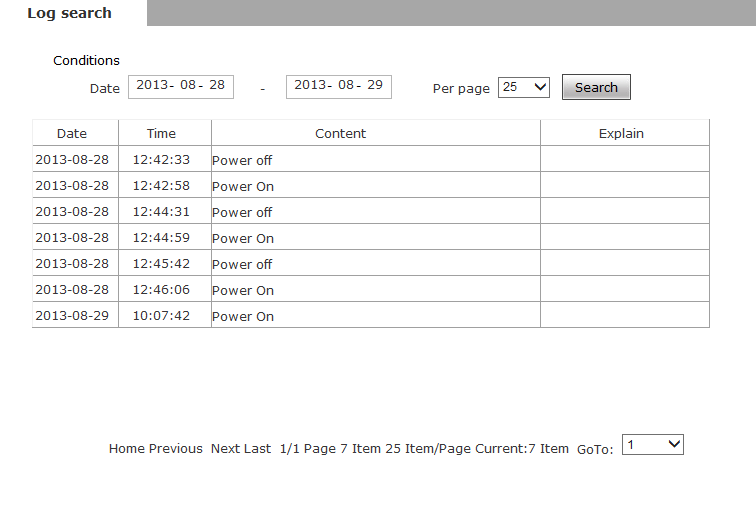 Log search
Conditions
Date 2013- 08 - 28 - 2013- 08 - 29 Per page 25 Search
Date Time Content Explain
2013-08-28 12:42:33 Power off
2013-08-28 12:42:58 Power On
2013-08-28 12:44:31 Power off
2013-08-28 12:44:59 Power On
2013-08-28 12:45:42 Power off
2013-08-28 12:46:06 Power On
2013-08-29 10:07:42 Power On
Home Previous Next Last 1/1 Page 7 Item 25 Item/Page Current:7 Item GoTo: 1